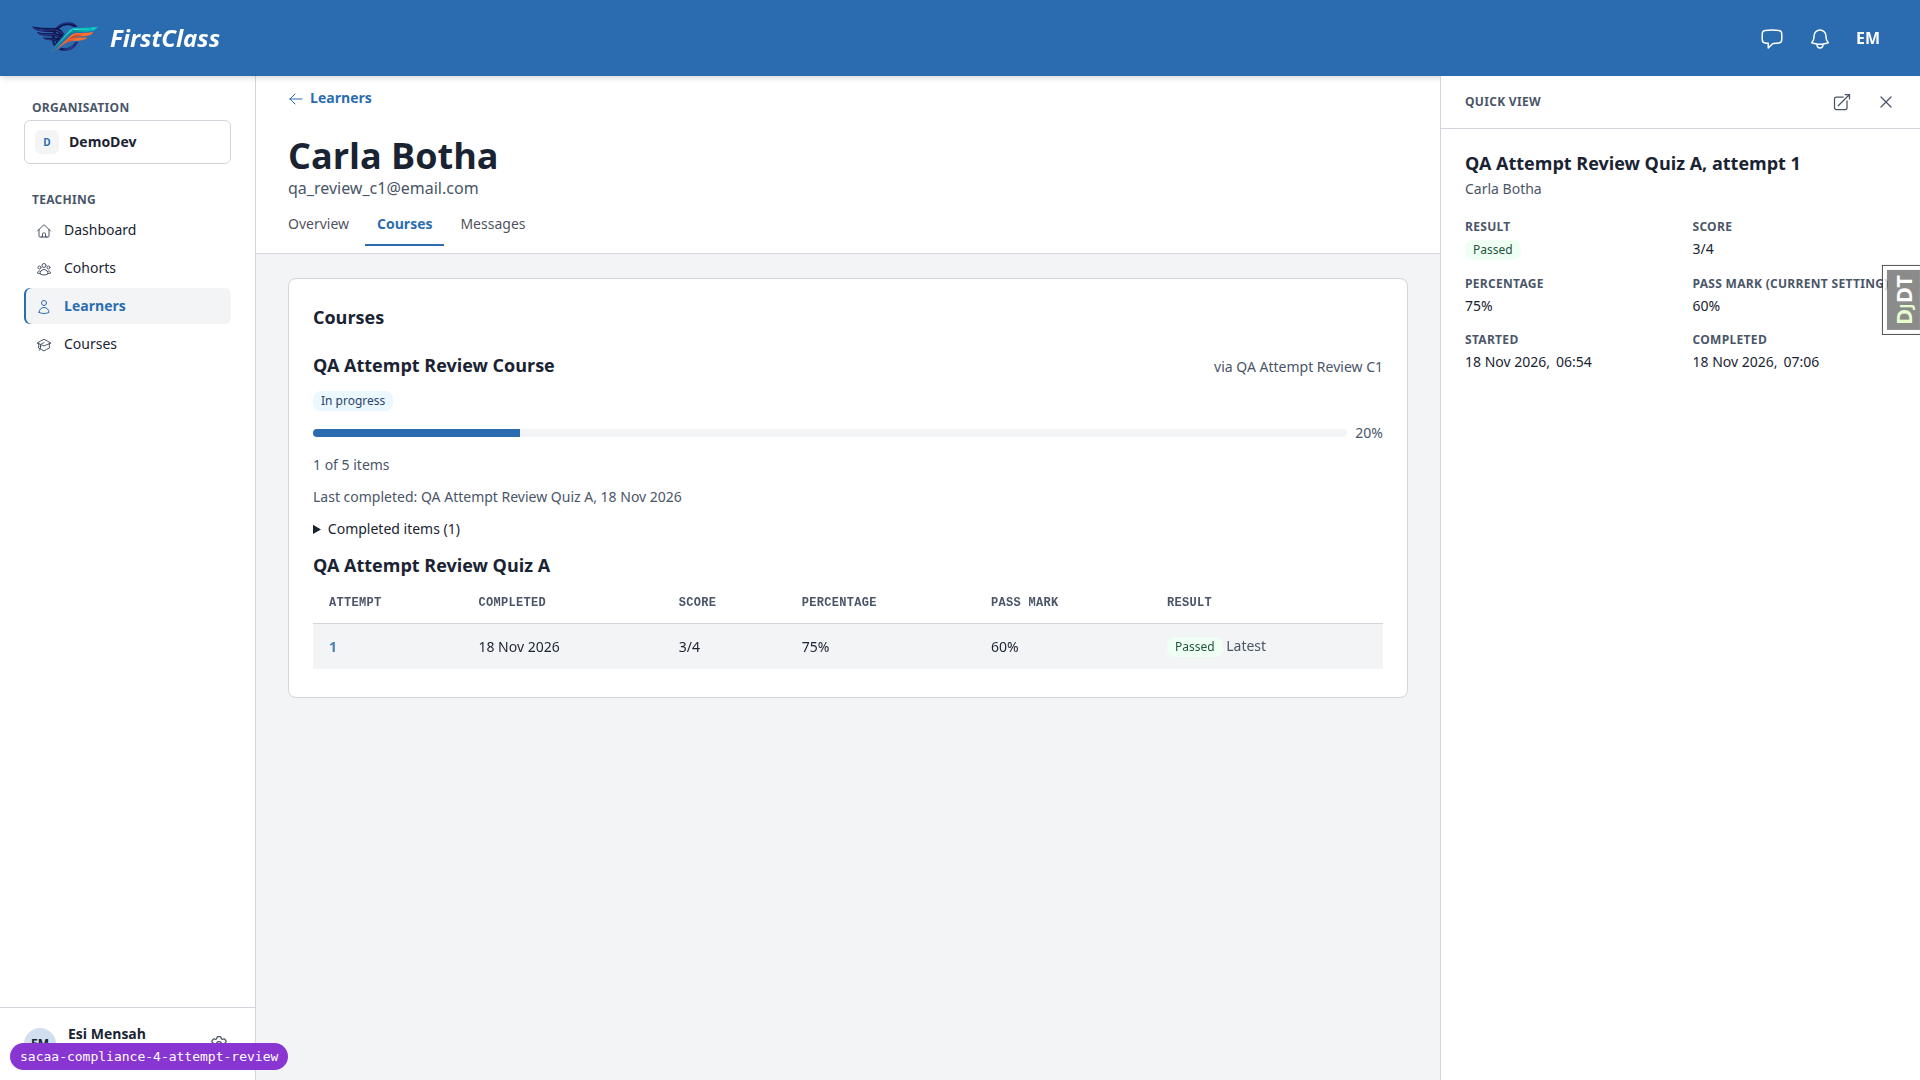 FirstClass
EM
ORGANISATION
D DemoDev
TEACHING
Dashboard
Cohorts
Learners
Courses
Esi Mensah
sacaa-compliance-4-attempt-review
Learners
Carla Botha
qa_review_c1@email.com
Overview Courses Messages
Courses
QA Attempt Review Course
via QA Attempt Review C1
In progress
20%
1 of 5 items
Last completed: QA Attempt Review Quiz A, 18 Nov 2026
Completed items (1)
QA Attempt Review Quiz A
ATTEMPT COMPLETED SCORE PERCENTAGE PASS MARK RESULT
1 18 Nov 2026 3/4 75% 60% Passed Latest
QUICK VIEW
QA Attempt Review Quiz A, attempt 1
Carla Botha
RESULT SCORE
Passed 3/4
PERCENTAGE PASS MARK (CURRENT SETTING
75% 60%
STARTED COMPLETED
18 Nov 2026, 06:54 18 Nov 2026, 07:06
DjDT